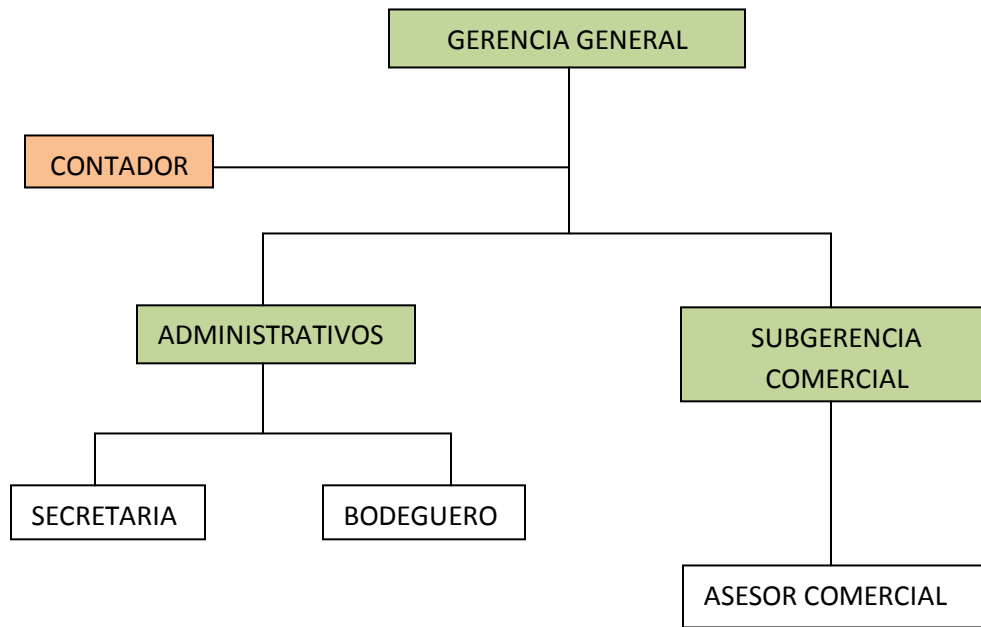 GERENCIA GENERAL
CONTADOR
ADMINISTRATIVOS
SUBGERENCIA
COMERCIAL
SECRETARIA
BODEGUERO
ASESOR COMERCIAL